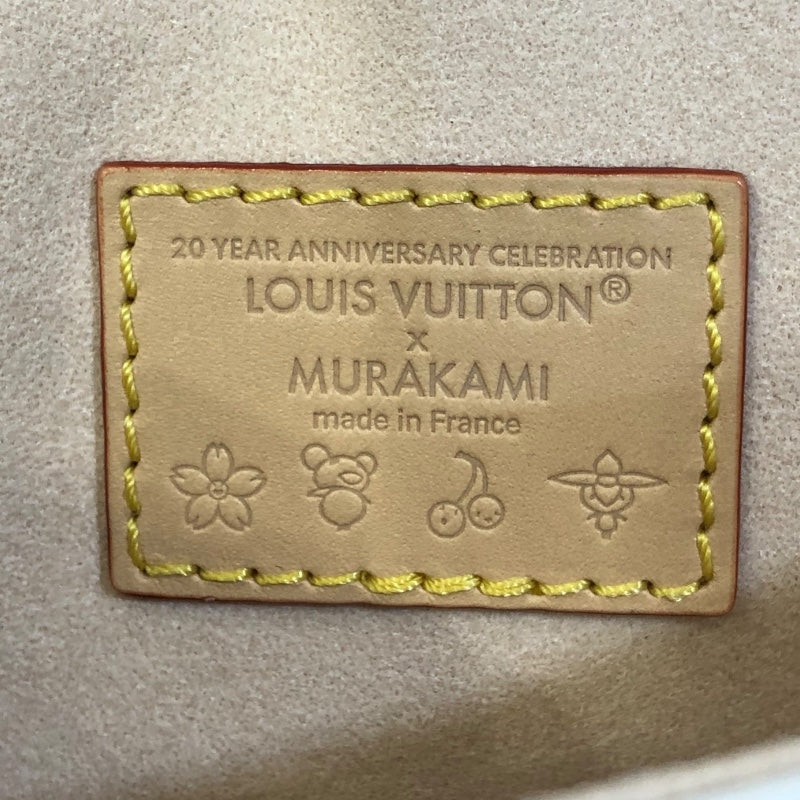 20 YEAR ANNIVERSARY CELEBRATION
LOUIS VUITTON®
x
MURAKAMI
made in France